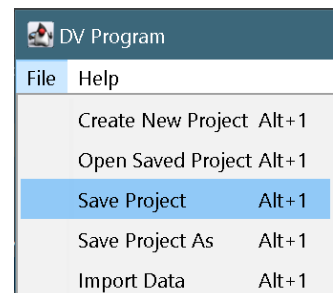 DV Program
File Help
Create New Project Alt+1
Open Saved Project Alt+1
Save Project Alt+1
Save Project As Alt+1
Import Data Alt+1